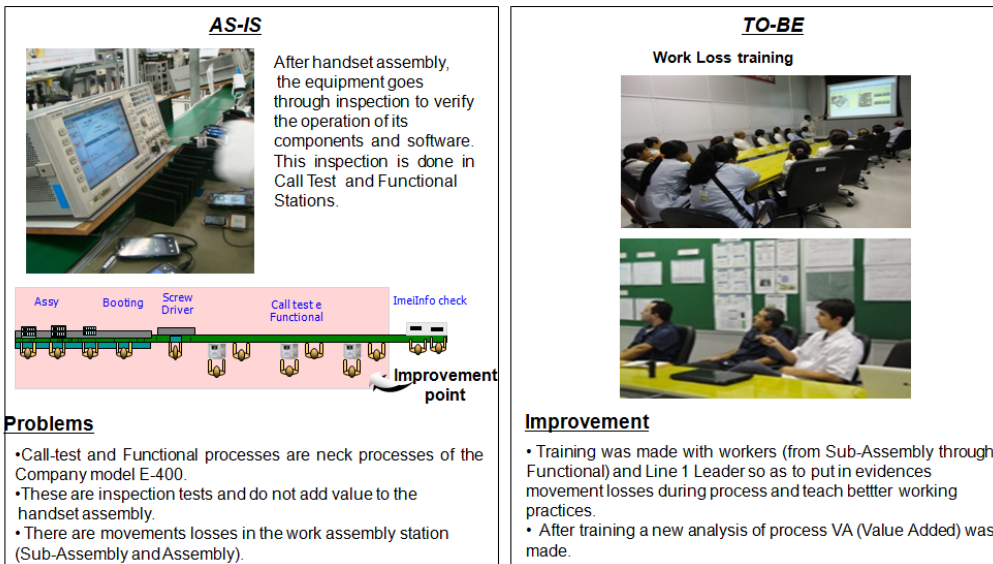 AS-IS
After handset assembly,
the equipment goes
through inspection to verify
the operation of its
components and software.
This inspection is done in
Call Test and Functional
Stations.
Assy
Booting
Screw
Driver
Call test e
Functional
ImeiInfo check
Improvement
point
Problems
•Call-test and Functional processes are neck processes of the
Company model E-400.
•These are inspection tests and do not add value to the
handset assembly.
•There are movements losses in the work assembly station
(Sub-Assembly and Assembly).
TO-BE
Work Loss training
Improvement
• Training was made with workers (from Sub-Assembly through
Functional) and Line 1 Leader so as to put in evidences
movement losses during process and teach bettter working
practices.
• After training a new analysis of process VA (Value Added) was
made.